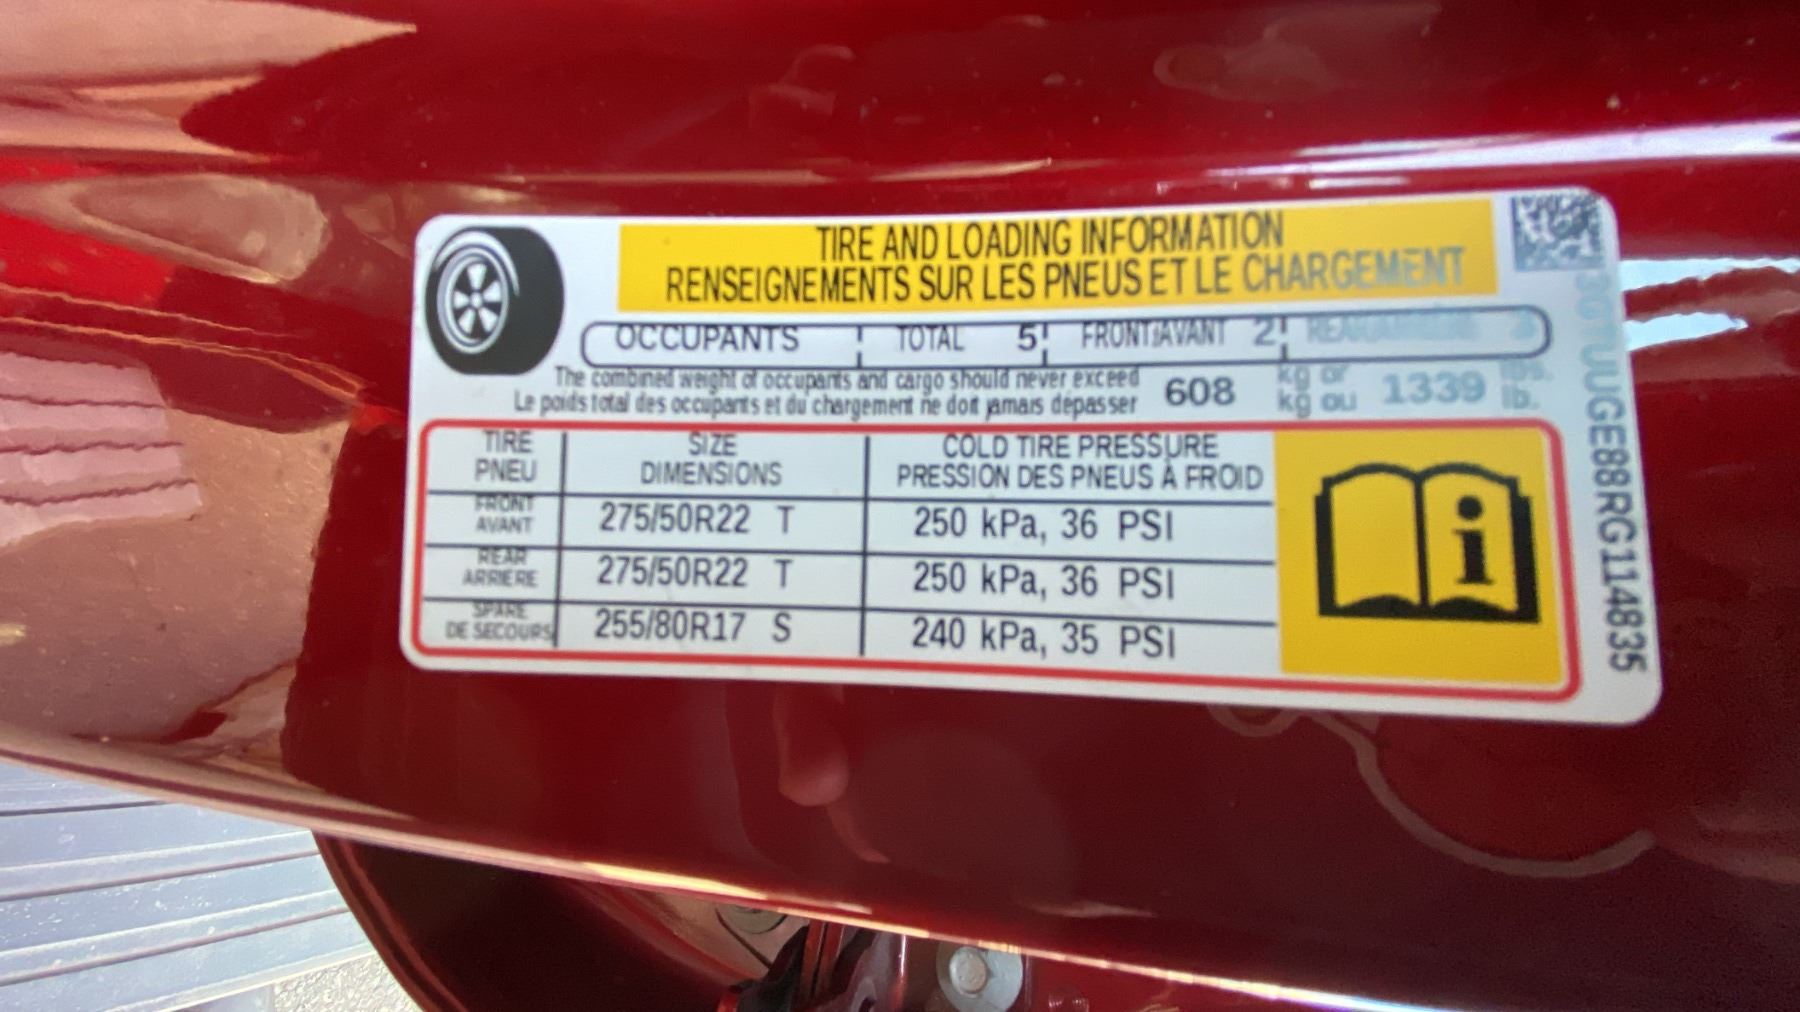 TIRE AND LOADING INFORMATION
RENSEIGNEMENTS SUR LES PNEUS ET LE CHARGEMENT
OCCUPANTS TOTAL 5 FRONT/AVANT 2 REAR/ARRIÈRE 3
The combined weight of occupants and cargo should never exceed 608 kg or 1339 lbs.
Le poids total des occupants et du chargement ne doit jamais dépasser kg ou lb.
TIRE SIZE COLD TIRE PRESSURE
PNEU DIMENSIONS PRESSION DES PNEUS À FROID
FRONT
AVANT 275/50R22 T 250 kPa, 36 PSI
REAR
ARRIÈRE 275/50R22 T 250 kPa, 36 PSI
SPARE
DE SECOURS 255/80R17 S 240 kPa, 35 PSI
3GTUUGE88RG114835